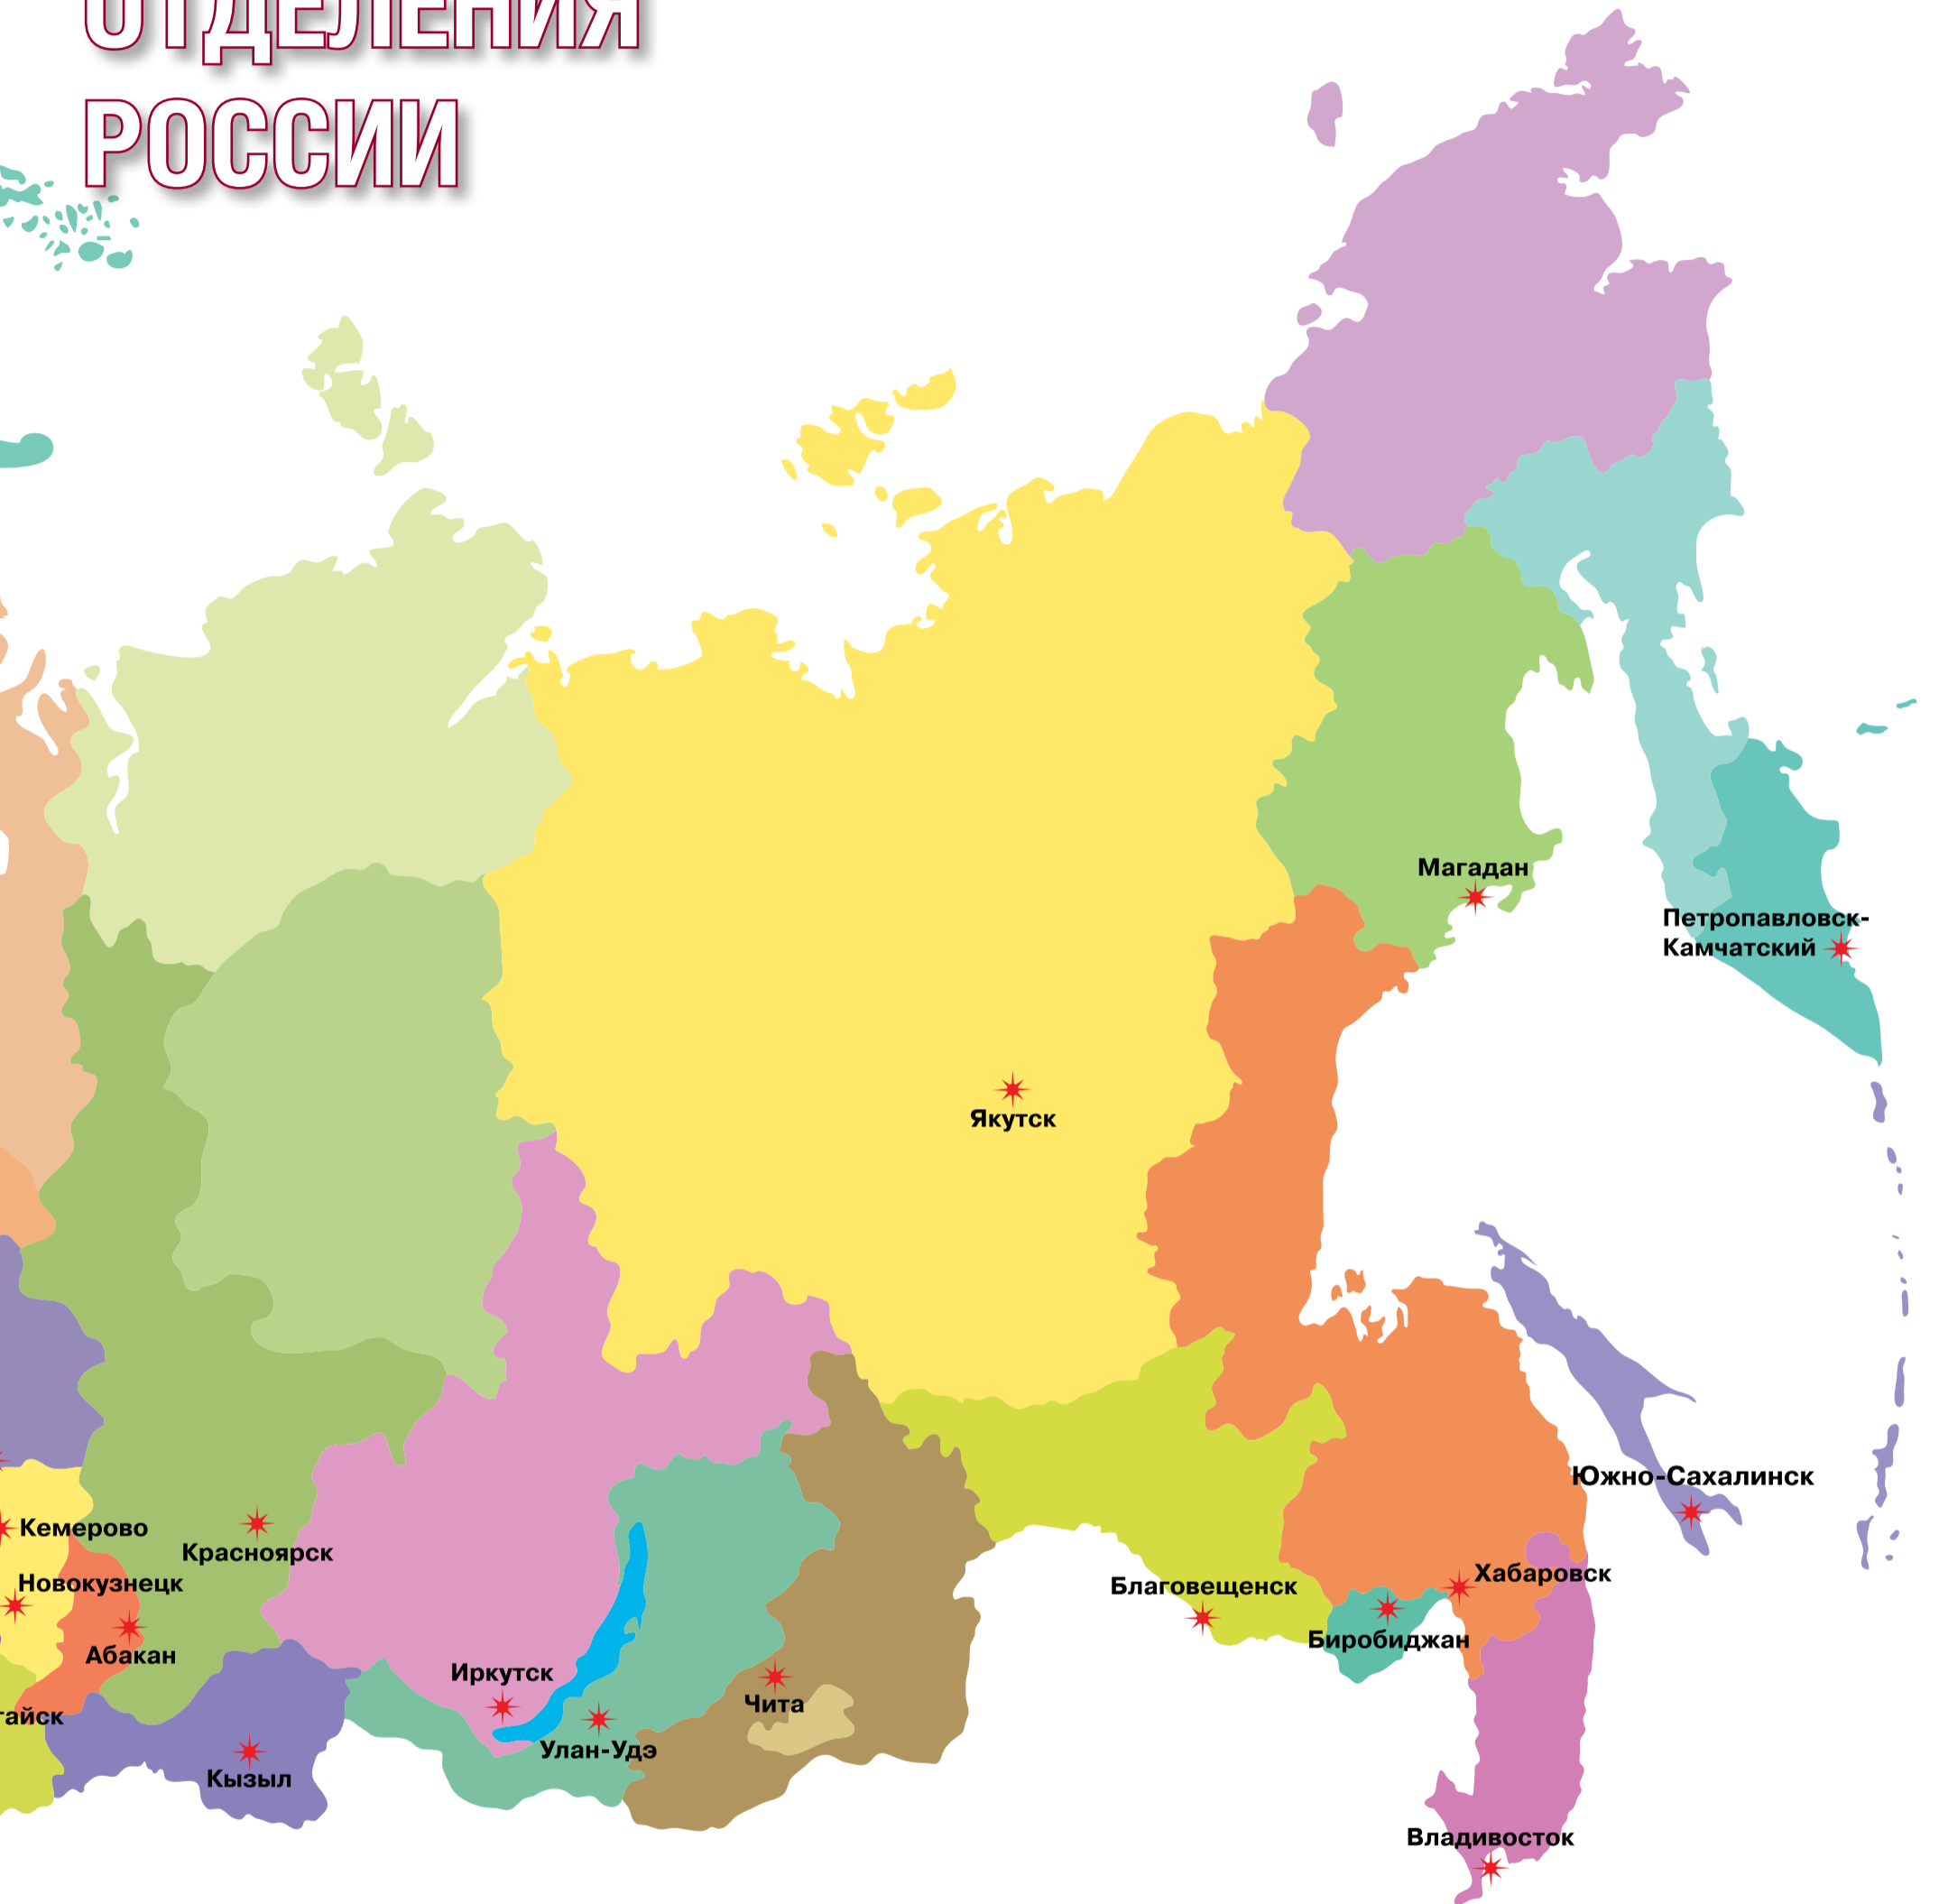 ОТДЕЛЕНИЯ
РОССИИ
Магадан
Петропавловск-
Камчатский
Якутск
Южно-Сахалинск
Кемерово
Красноярск
Хабаровск
Новокузнецк
Благовещенск
Биробиджан
Абакан
Иркутск
Чита
гайск
Улан-Удэ
Кызыл
Владивосток